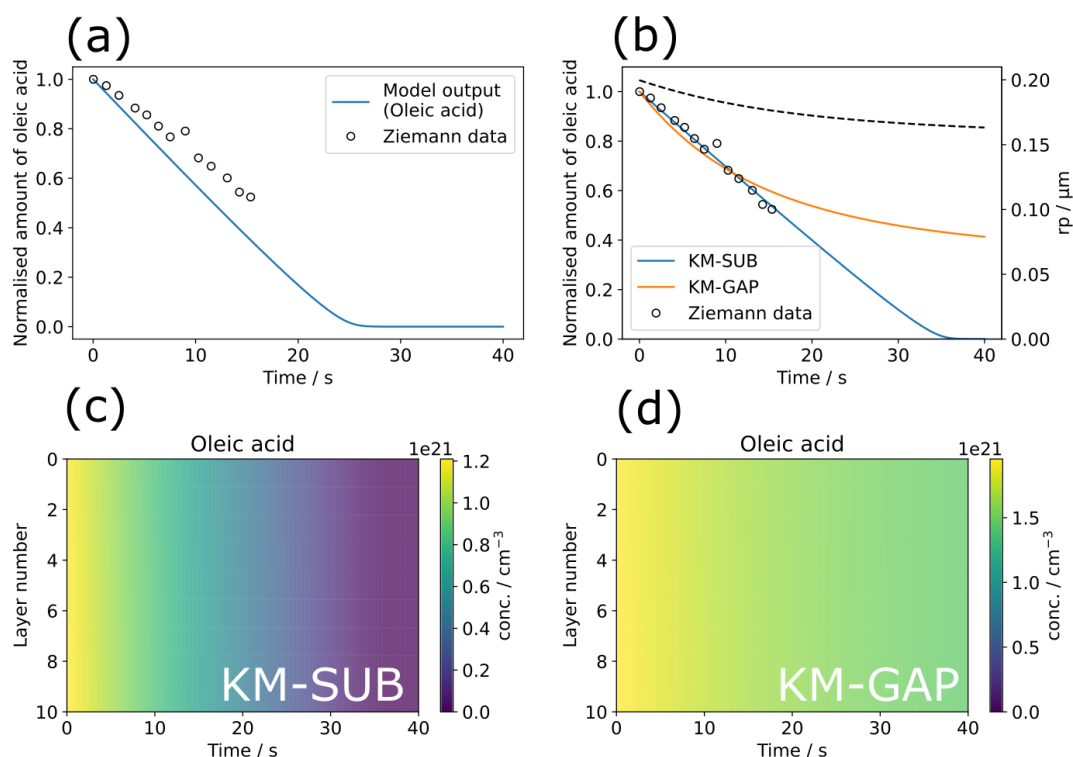 (a)
Normalised amount of oleic acid
1.0
0.8
0.6
0.4
0.2
0.0
0
10
20
30
40
Time / s
Model output
(Oleic acid)
Ziemann data
(b)
Normalised amount of oleic acid
1.0
0.8
0.6
0.4
0.2
0.0
0
10
20
30
40
Time / s
KM-SUB
KM-GAP
Ziemann data
0.20
0.15
0.10
0.05
0.00
rp / μm
(c)
Oleic acid
Layer number
0
2
4
6
8
10
0
10
20
30
40
Time / s
KM-SUB
1e21
1.2
1.0
0.8
0.6
0.4
0.2
0.0
conc. / cm⁻³
(d)
Oleic acid
Layer number
0
2
4
6
8
10
0
10
20
30
40
Time / s
KM-GAP
1e21
1.5
1.0
0.5
0.0
conc. / cm⁻³